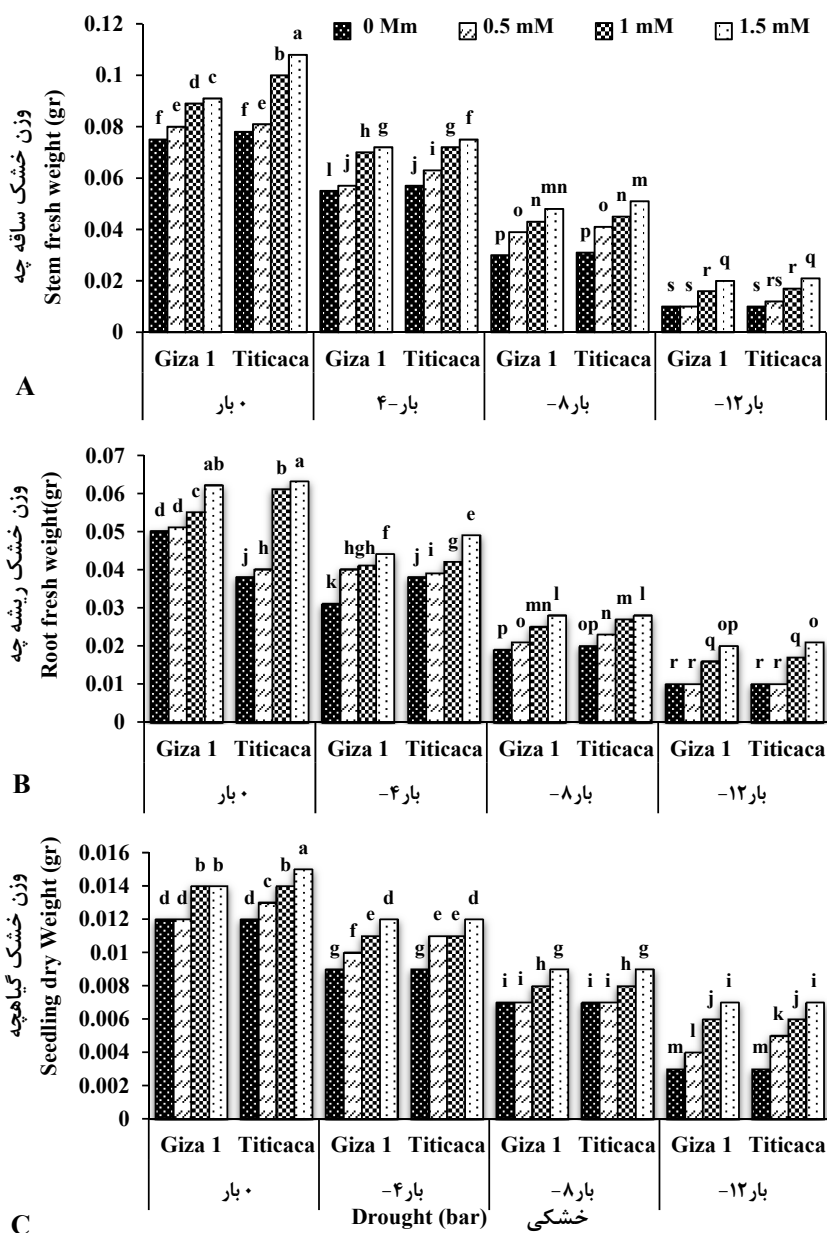 0 Mm 0.5 mM 1 mM 1.5 mM
وزن خشک ساقه چه
Stem fresh weight (gr)
0.12
0.1
0.08
0.06
0.04
0.02
0
f e d c f e b a l j h g j i g f p o n mn p o n m s s r q s rs r q
Giza 1 Titicaca Giza 1 Titicaca Giza 1 Titicaca Giza 1 Titicaca
۰ بار بار -۴ بار -۸ بار -۱۲
A
وزن خشک ریشه چه
Root fresh weight(gr)
0.07
0.06
0.05
0.04
0.03
0.02
0.01
0
d d c ab j h b a k h gh f j i g e p o mn l op n m l r r q op r r q o
Giza 1 Titicaca Giza 1 Titicaca Giza 1 Titicaca Giza 1 Titicaca
۰ بار بار -۴ بار -۸ بار -۱۲
B
وزن خشک گیاهچه
Seedling dry Weight (gr)
0.016
0.014
0.012
0.01
0.008
0.006
0.004
0.002
0
d d b b d c b a g f e d g e e d i i h g i i h g m l j i m k j i
Giza 1 Titicaca Giza 1 Titicaca Giza 1 Titicaca Giza 1 Titicaca
۰ بار بار -۴ بار -۸ بار -۱۲
C
Drought (bar) خشکی